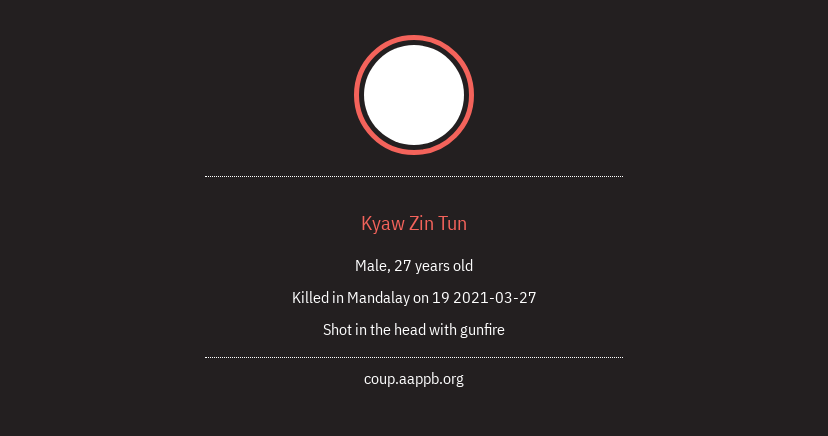 Kyaw Zin Tun
Male, 27 years old
Killed in Mandalay on 19 2021-03-27
Shot in the head with gunfire
coup.aappb.org